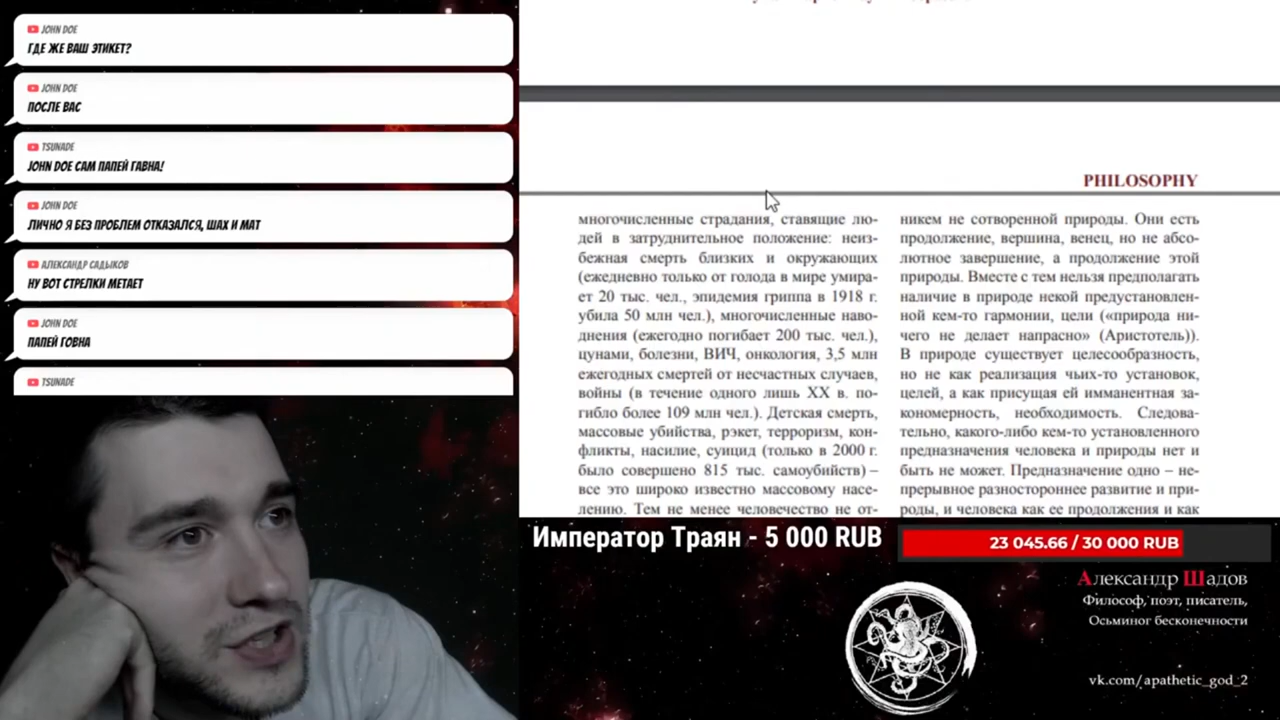 JOHN DOE
ГДЕ ЖЕ ВАШ ЭТИКЕТ?
JOHN DOE
ПОСЛЕ ВАС
TSUNADE
JOHN DOE САМ ПАПЕЙ ГАВНА!
JOHN DOE
ЛИЧНО Я БЕЗ ПРОБЛЕМ ОТКАЗАЛСЯ, ШАХ И МАТ
АЛЕКСАНДР САДЫКОВ
НУ ВОТ СТРЕЛКИ МЕТАЕТ
JOHN DOE
ПАПЕЙ ГОВНА
TSUNADE
PHILOSOPHY
многочисленные страдания, ставящие лю-
дей в затруднительное положение: неиз-
бежная смерть близких и окружающих
(ежедневно только от голода в мире умира-
ет 20 тыс. чел., эпидемия гриппа в 1918 г.
убила 50 млн чел.), многочисленные наво-
днения (ежегодно погибает 200 тыс. чел.),
цунами, болезни, ВИЧ, онкология, 3,5 млн
ежегодных смертей от несчастных случаев,
войны (в течение одного лишь XX в. по-
гибло более 109 млн чел.). Детская смерть,
массовые убийства, рэкет, терроризм, кон-
фликты, насилие, суицид (только в 2000 г.
было совершено 815 тыс. самоубийств) –
все это широко известно массовому насе-
лению. Тем не менее человечество не от-
никем не сотворенной природы. Они есть
продолжение, вершина, венец, но не абсо-
лютное завершение, а продолжение этой
природы. Вместе с тем нельзя предполагать
наличие в природе некой предустановлен-
ной кем-то гармонии, цели («природа ни-
чего не делает напрасно» (Аристотель)).
В природе существует целесообразность,
но не как реализация чьих-то установок,
целей, а как присущая ей имманентная за-
кономерность, необходимость. Следова-
тельно, какого-либо кем-то установленного
предназначения человека и природы нет и
быть не может. Предназначение одно – не-
прерывное разностороннее развитие и при-
роды, и человека как ее продолжения и как
Император Траян - 5 000 RUB
23 045.66 / 30 000 RUB
Александр Шадов
Философ, поэт, писатель,
Осьминог бесконечности
vk.com/apathetic_god_2